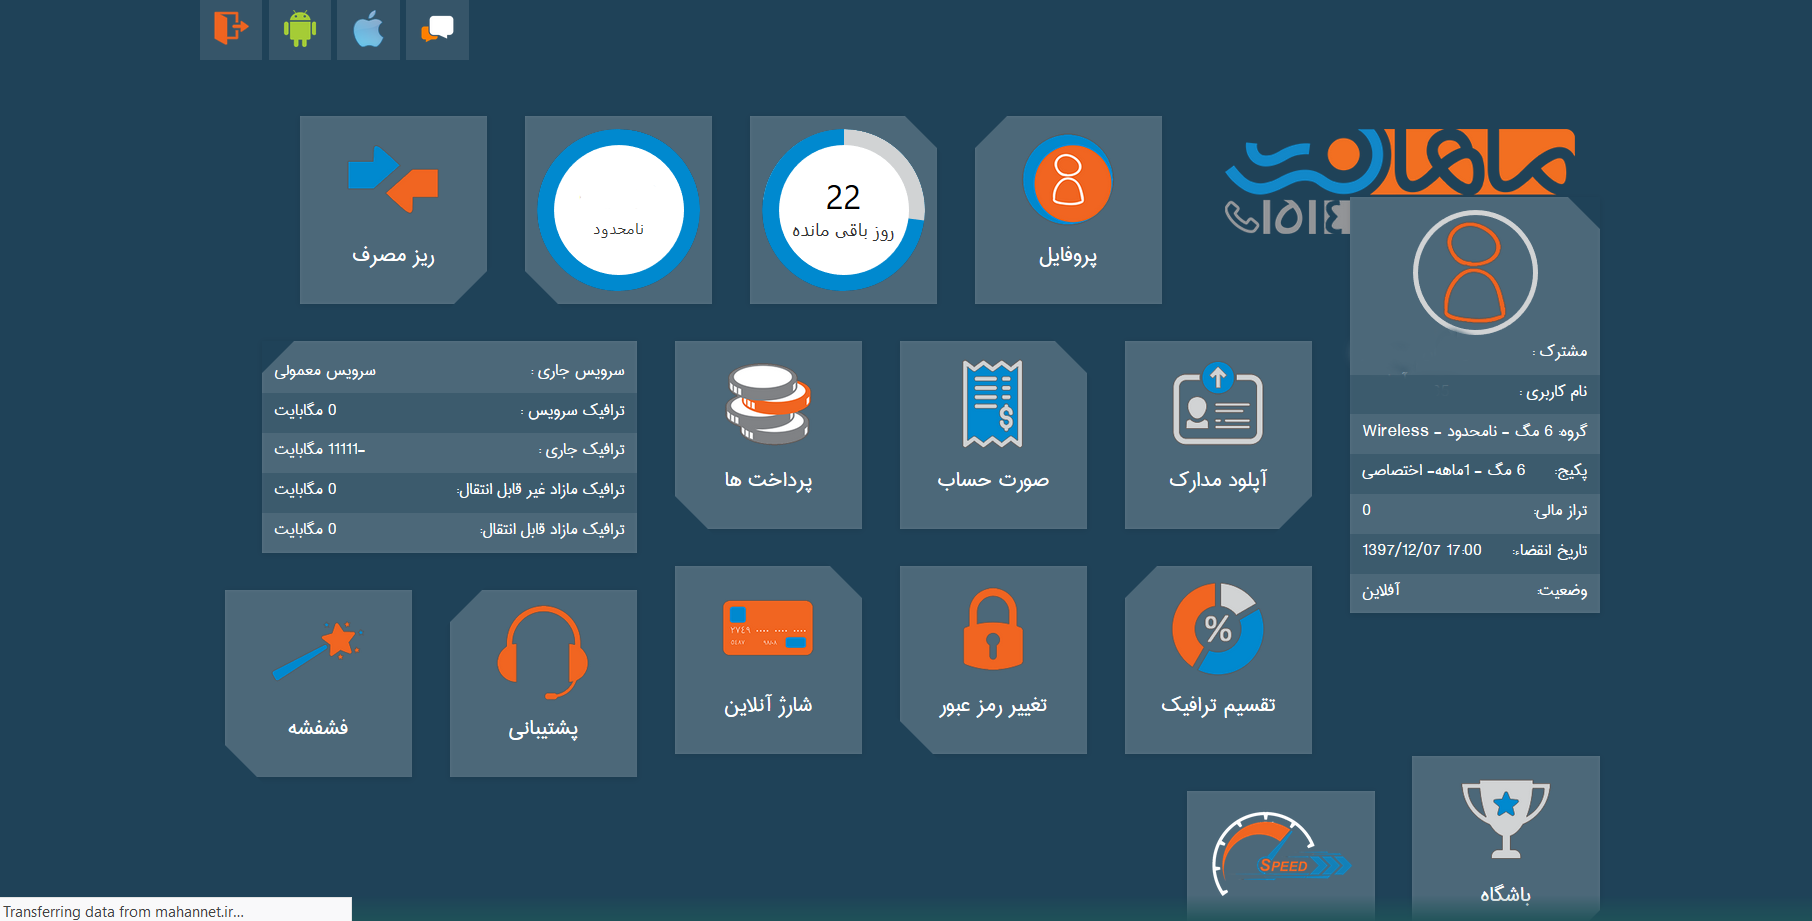 ماهان نت
۱۵۱۳
پروفایل
22
روز باقی مانده
نامحدود
ریز مصرف
مشترک :
نام کاربری :
گروه: 6 مگ - نامحدود - Wireless
پکیج: 6 مگ - 1ماهه- اختصاصی
تراز مالی: 0
تاریخ انقضاء: 1397/12/07 17:00
وضعیت: آفلاین
آپلود مدارک
صورت حساب
پرداخت ها
سرویس جاری : سرویس معمولی
ترافیک سرویس : 0 مگابایت
ترافیک جاری : -11111 مگابایت
ترافیک مازاد غیر قابل انتقال: 0 مگابایت
ترافیک مازاد قابل انتقال: 0 مگابایت
تقسیم ترافیک
تغییر رمز عبور
شارژ آنلاین
پشتیبانی
فشفشه
SPEED
باشگاه
Transferring data from mahannet.ir...